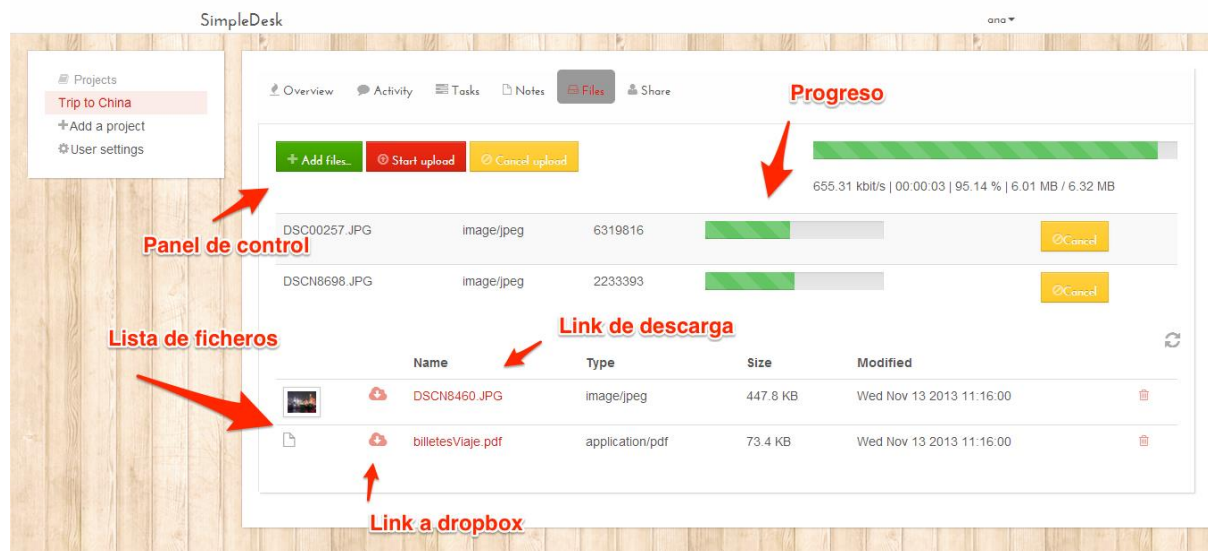 SimpleDesk
ana
Projects
Trip to China
Add a project
User settings
Overview Activity Tasks Notes Files Share
Progreso
Add files... Start upload Cancel upload
655.31 kbit/s | 00:00:03 | 95.14 % | 6.01 MB / 6.32 MB
Panel de control
DSC00257.JPG image/jpeg 6319816 Cancel
DSCN8698.JPG image/jpeg 2233393 Cancel
Lista de ficheros
Link de descarga
Name Type Size Modified
DSCN8460.JPG image/jpeg 447.8 KB Wed Nov 13 2013 11:16:00
billetesViaje.pdf application/pdf 73.4 KB Wed Nov 13 2013 11:16:00
Link a dropbox